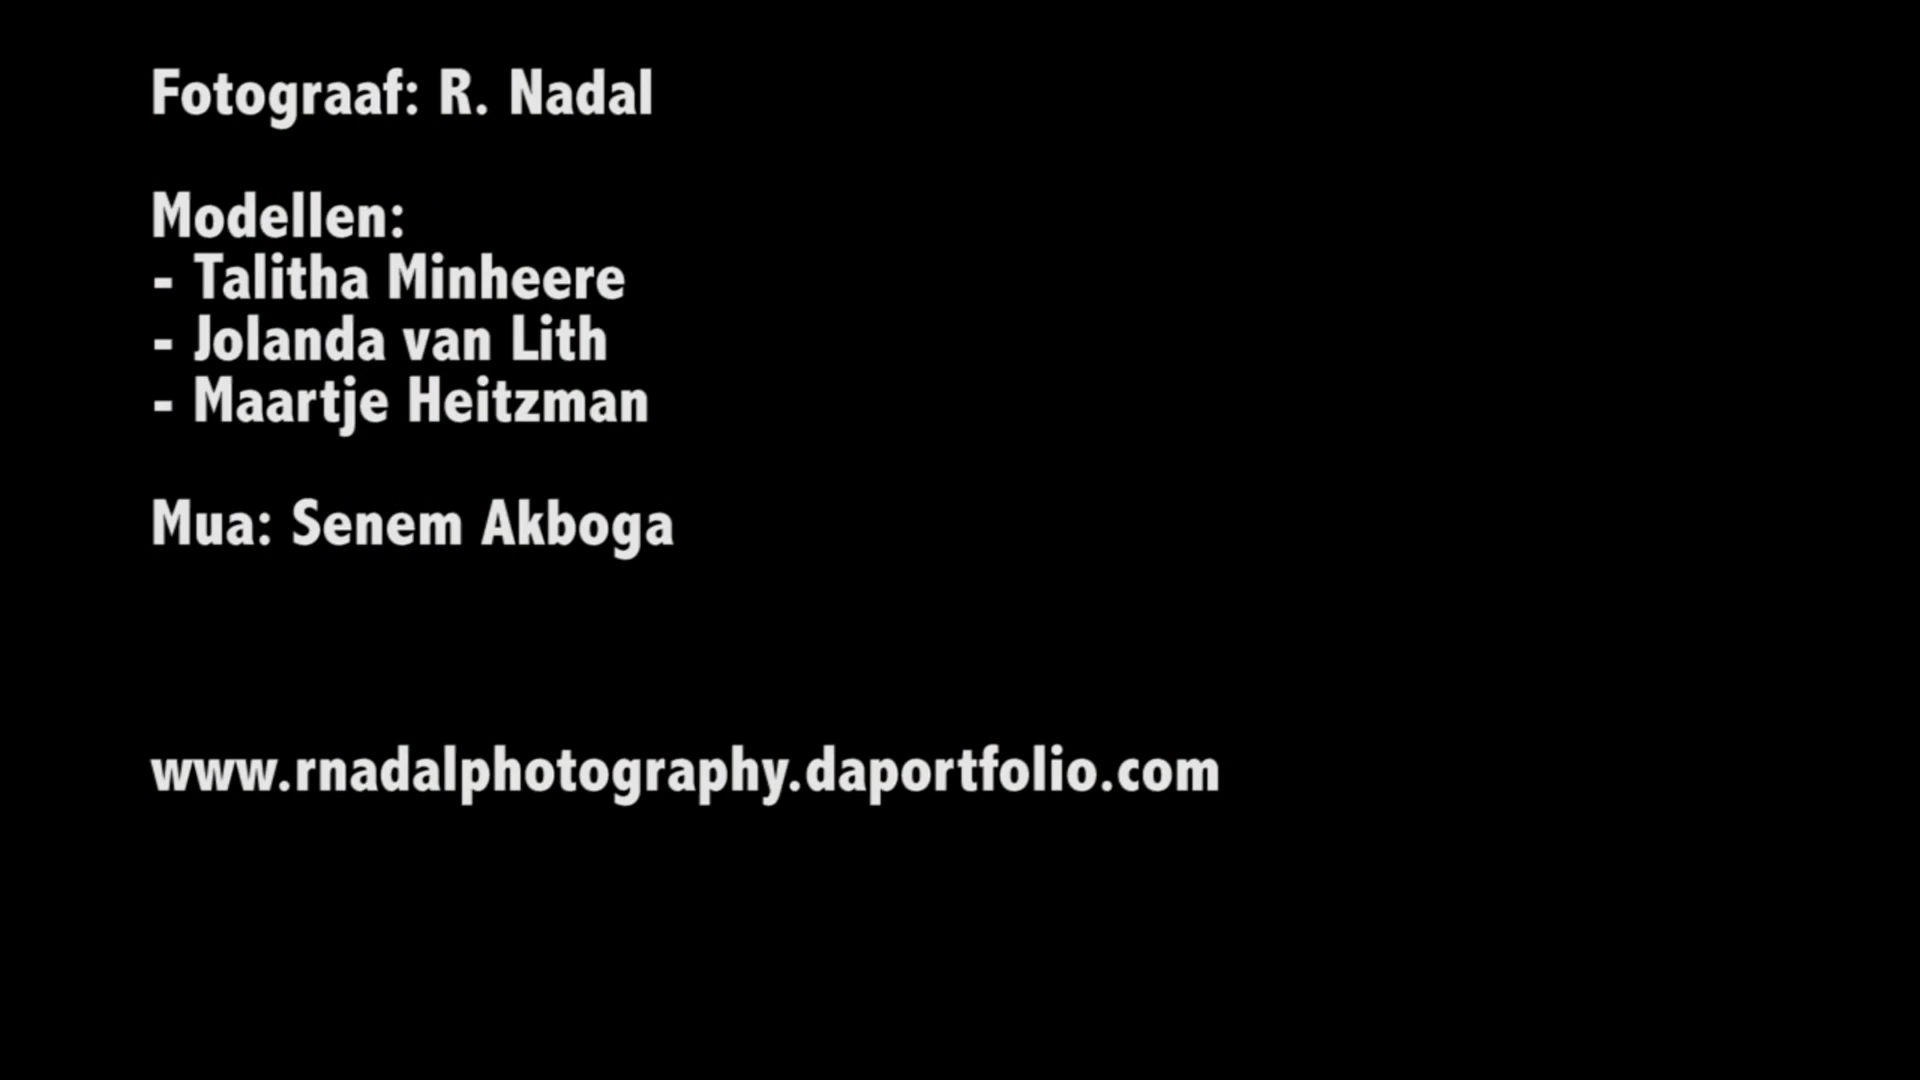 Fotograaf: R. Nadal
Modellen:
- Talitha Minheere
- Jolanda van Lith
- Maartje Heitzman
Mua: Senem Akboga
www.rnadalphotography.daportfolio.com